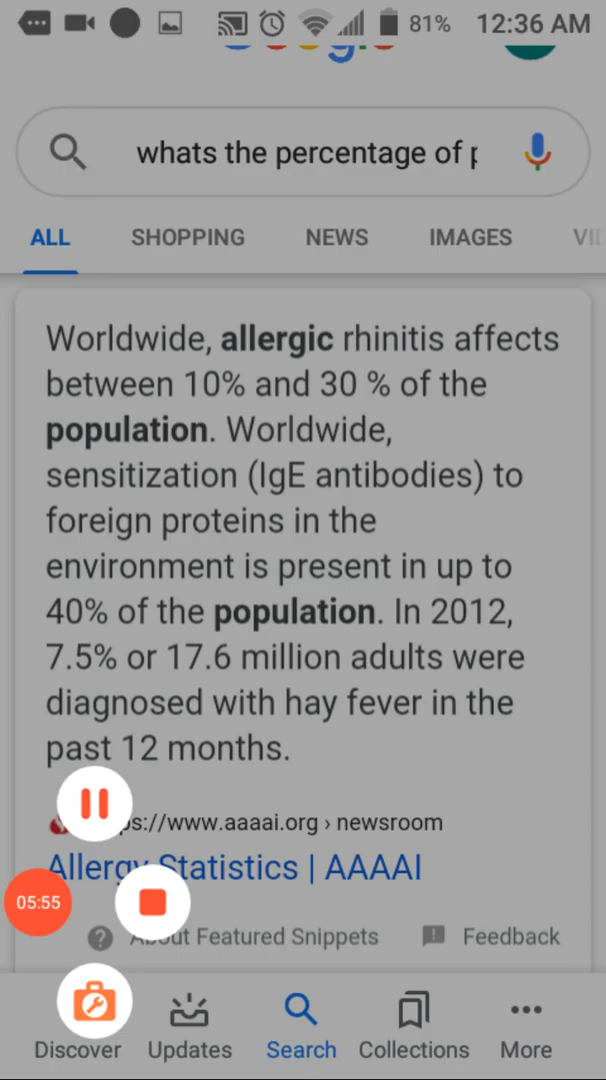 81% 12:36 AM
whats the percentage of
ALL SHOPPING NEWS IMAGES
Worldwide, allergic rhinitis affects
between 10% and 30 % of the
population. Worldwide,
sensitization (IgE antibodies) to
foreign proteins in the
environment is present in up to
40% of the population. In 2012,
7.5% or 17.6 million adults were
diagnosed with hay fever in the
past 12 months.
ps://www.aaaai.org › newsroom
Allergy Statistics | AAAAI
05:55
About Featured Snippets Feedback
Discover Updates Search Collections More